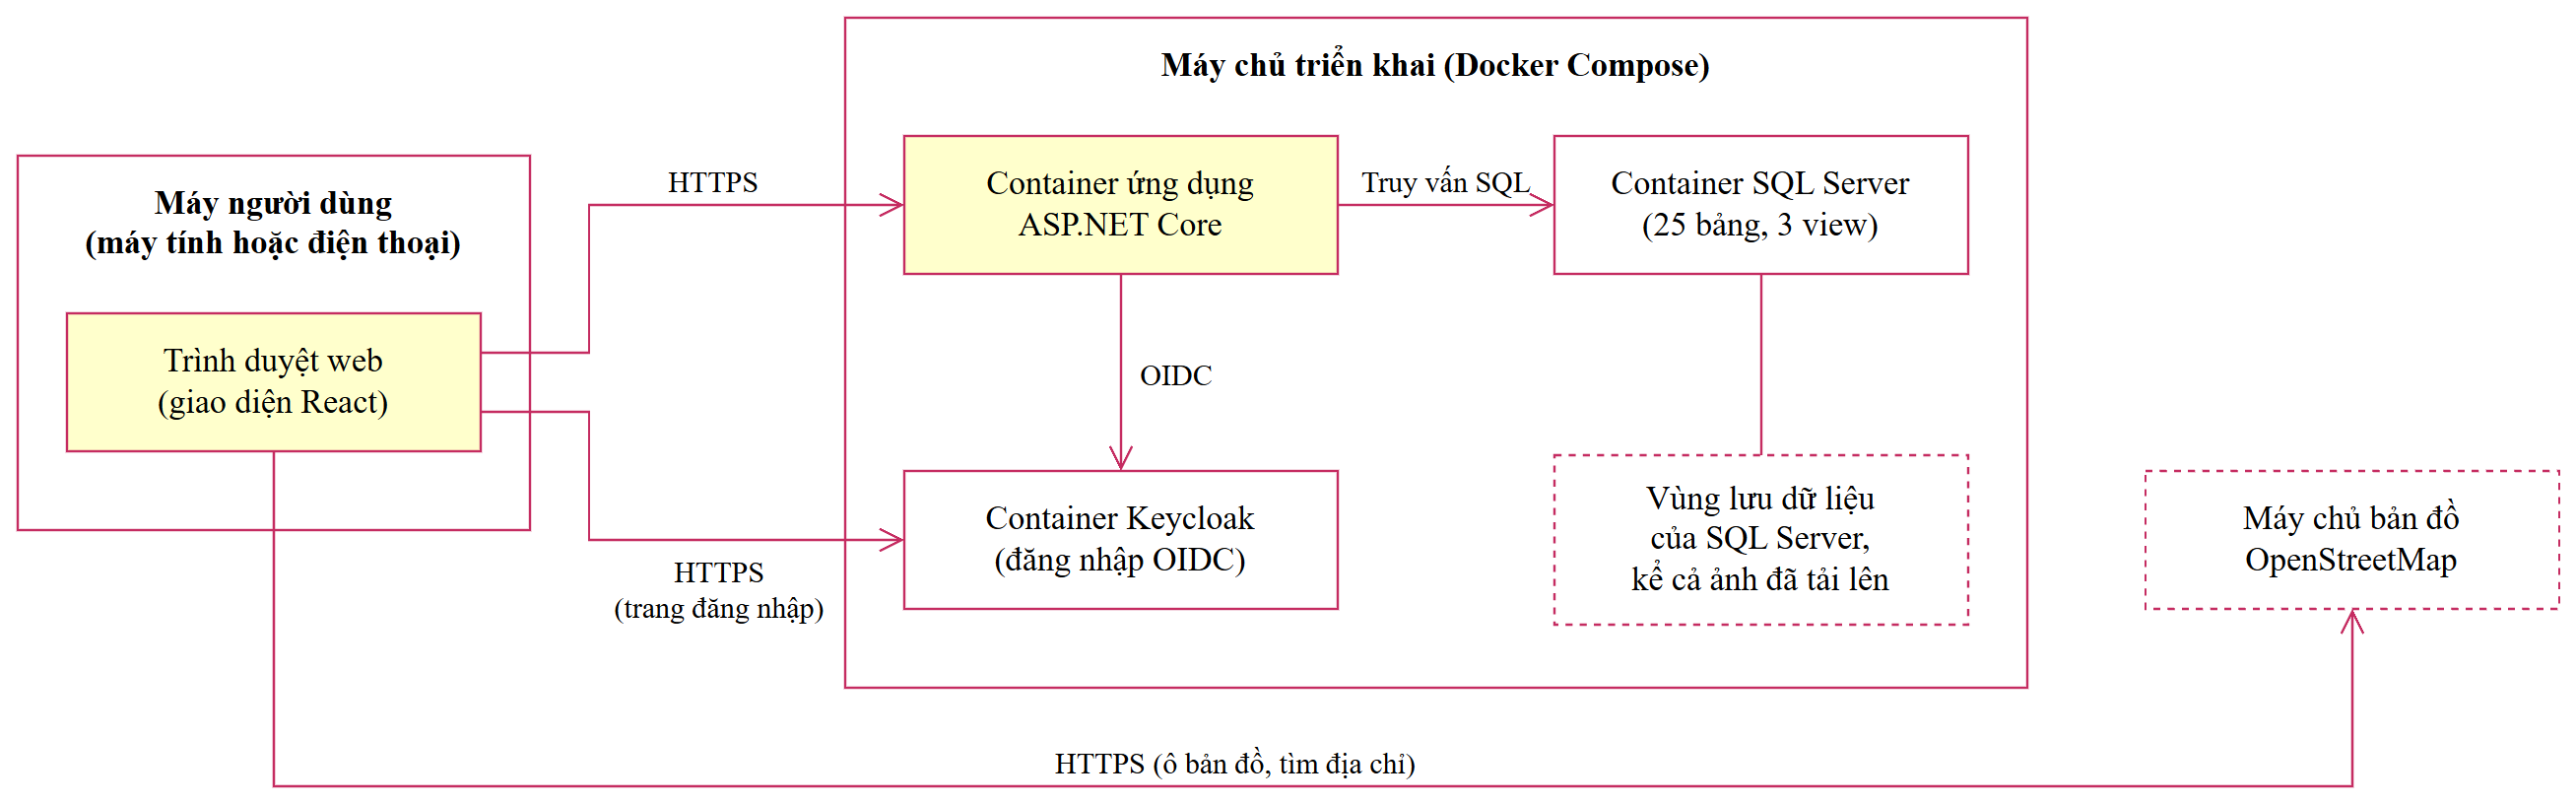 Máy chủ triển khai (Docker Compose)
Máy người dùng
(máy tính hoặc điện thoại)
Trình duyệt web
(giao diện React)
HTTPS
Container ứng dụng
ASP.NET Core
Truy vấn SQL
Container SQL Server
(25 bảng, 3 view)
OIDC
HTTPS
(trang đăng nhập)
Container Keycloak
(đăng nhập OIDC)
Vùng lưu dữ liệu
của SQL Server,
kể cả ảnh đã tải lên
Máy chủ bản đồ
OpenStreetMap
HTTPS (ô bản đồ, tìm địa chỉ)